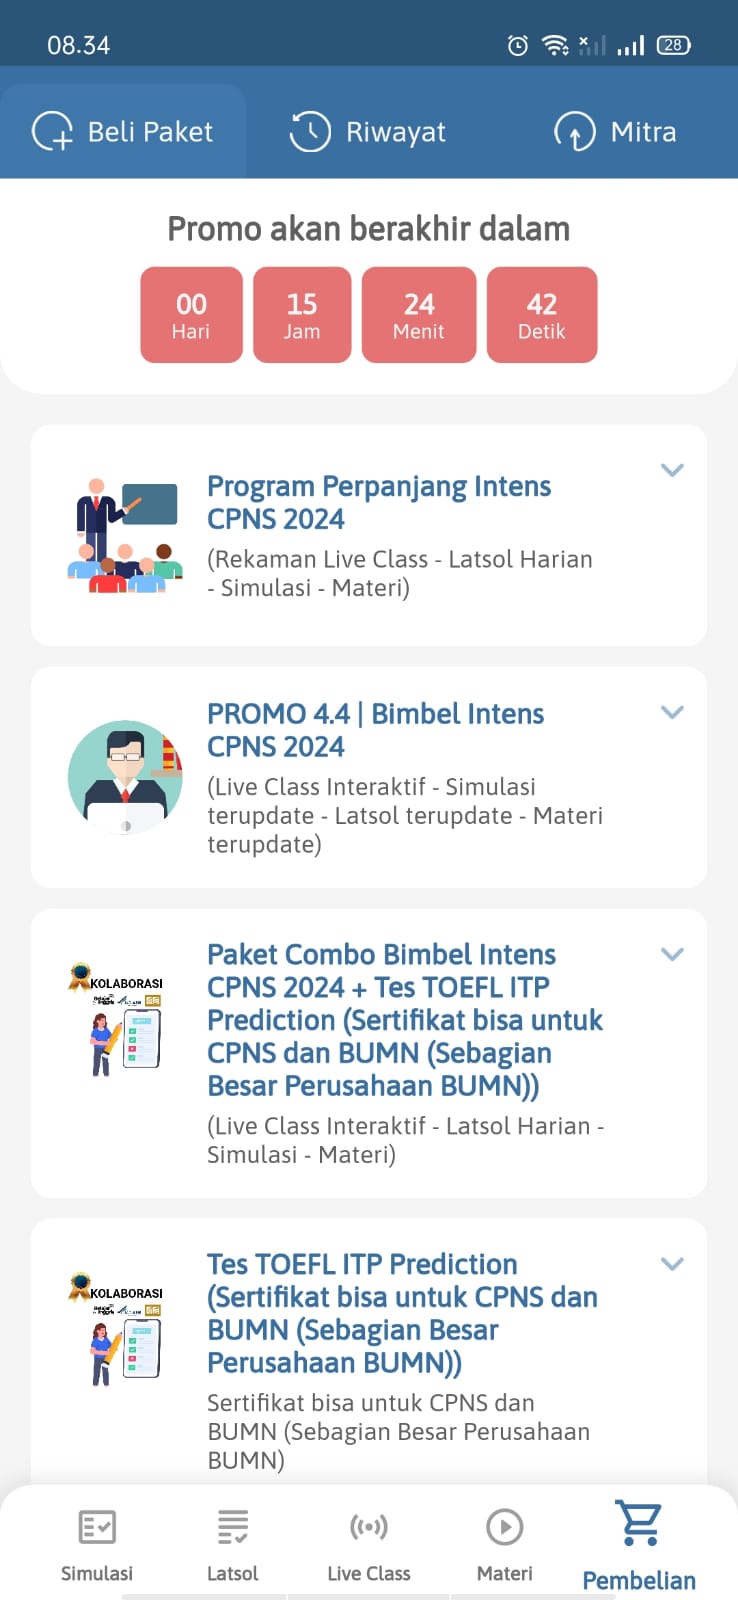 08.34
28
Beli Paket
Riwayat
Mitra
Promo akan berakhir dalam
00
Hari
15
Jam
24
Menit
42
Detik
Program Perpanjang Intens
CPNS 2024
(Rekaman Live Class - Latsol Harian
- Simulasi - Materi)
PROMO 4.4 | Bimbel Intens
CPNS 2024
(Live Class Interaktif - Simulasi
terupdate - Latsol terupdate - Materi
terupdate)
KOLABORASI
Paket Combo Bimbel Intens
CPNS 2024 + Tes TOEFL ITP
Prediction (Sertifikat bisa untuk
CPNS dan BUMN (Sebagian
Besar Perusahaan BUMN))
(Live Class Interaktif - Latsol Harian -
Simulasi - Materi)
KOLABORASI
Tes TOEFL ITP Prediction
(Sertifikat bisa untuk CPNS dan
BUMN (Sebagian Besar
Perusahaan BUMN))
Sertifikat bisa untuk CPNS dan
BUMN (Sebagian Besar Perusahaan
BUMN)
Simulasi
Latsol
Live Class
Materi
Pembelian